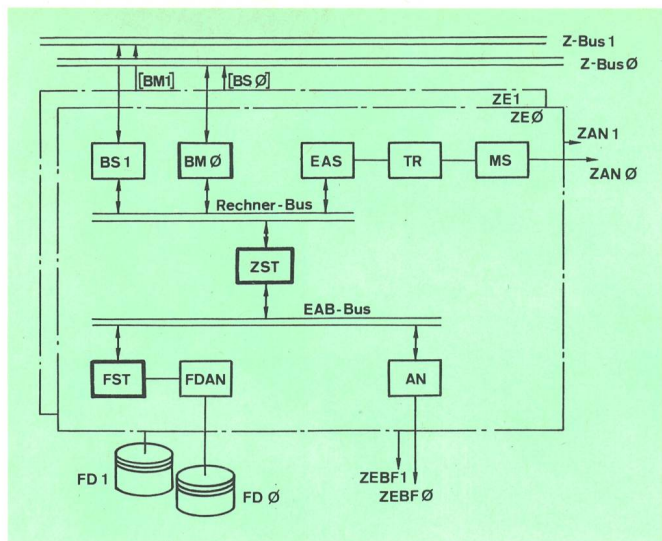 Z-Bus 1
Z-Bus Ø
[BM1]
[BS Ø]
ZE1
ZEØ
ZAN 1
ZAN Ø
BS 1
BM Ø
EAS
TR
MS
Rechner-Bus
ZST
EAB-Bus
FST
FDAN
AN
FD 1
FD Ø
ZEBF1
ZEBFØ